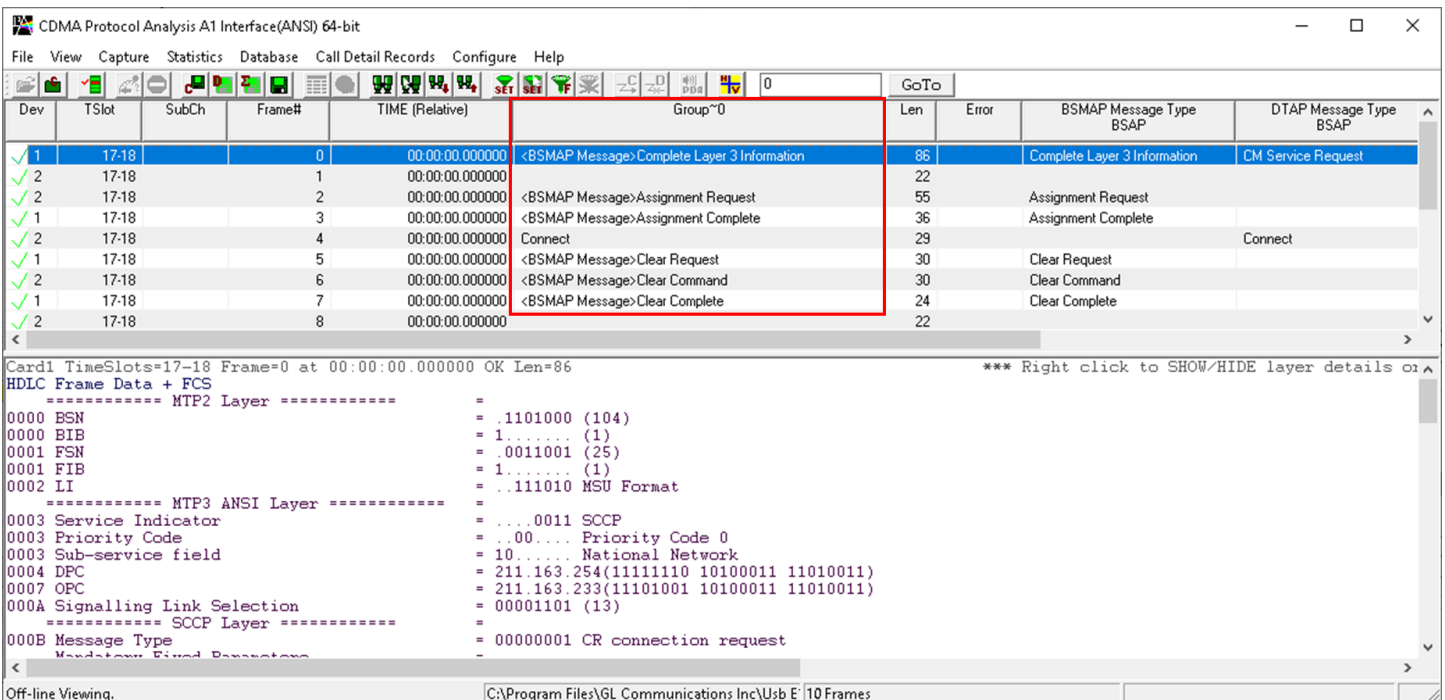 CDMA Protocol Analysis A1 Interface(ANSI) 64-bit
File View Capture Statistics Database Call Detail Records Configure Help
0 GoTo
Dev TSlot SubCh Frame# TIME (Relative) Group~0 Len Error BSMAP Message Type DTAP Message Type
BSAP BSAP
1 17-18 0 00:00:00.000000 <BSMAP Message>Complete Layer 3 Information 86 Complete Layer 3 Information CM Service Request
2 17-18 1 00:00:00.000000 22
2 17-18 2 00:00:00.000000 <BSMAP Message>Assignment Request 55 Assignment Request
1 17-18 3 00:00:00.000000 <BSMAP Message>Assignment Complete 36 Assignment Complete
2 17-18 4 00:00:00.000000 Connect 29 Connect
1 17-18 5 00:00:00.000000 <BSMAP Message>Clear Request 30 Clear Request
2 17-18 6 00:00:00.000000 <BSMAP Message>Clear Command 30 Clear Command
1 17-18 7 00:00:00.000000 <BSMAP Message>Clear Complete 24 Clear Complete
2 17-18 8 00:00:00.000000 22
Card1 TimeSlots=17-18 Frame=0 at 00:00:00.000000 OK Len=86 *** Right click to SHOW/HIDE layer details
HDLC Frame Data + FCS
============ MTP2 Layer ============ =
0000 BSN = .1101000 (104)
0000 BIB = 1....... (1)
0001 FSN = .0011001 (25)
0001 FIB = 1....... (1)
0002 LI = ..111010 MSU Format
============ MTP3 ANSI Layer ============ =
0003 Service Indicator = ....0011 SCCP
0003 Priority Code = ..00.... Priority Code 0
0003 Sub-service field = 10...... National Network
0004 DPC = 211.163.254(11111110 10100011 11010011)
0007 OPC = 211.163.233(11101001 10100011 11010011)
000A Signalling Link Selection = 00001101 (13)
============ SCCP Layer ============ =
000B Message Type = 00000001 CR connection request
Mandatory Fixed Parameters =
Off-line Viewing. C:\Program Files\GL Communications Inc\Usb E 10 Frames